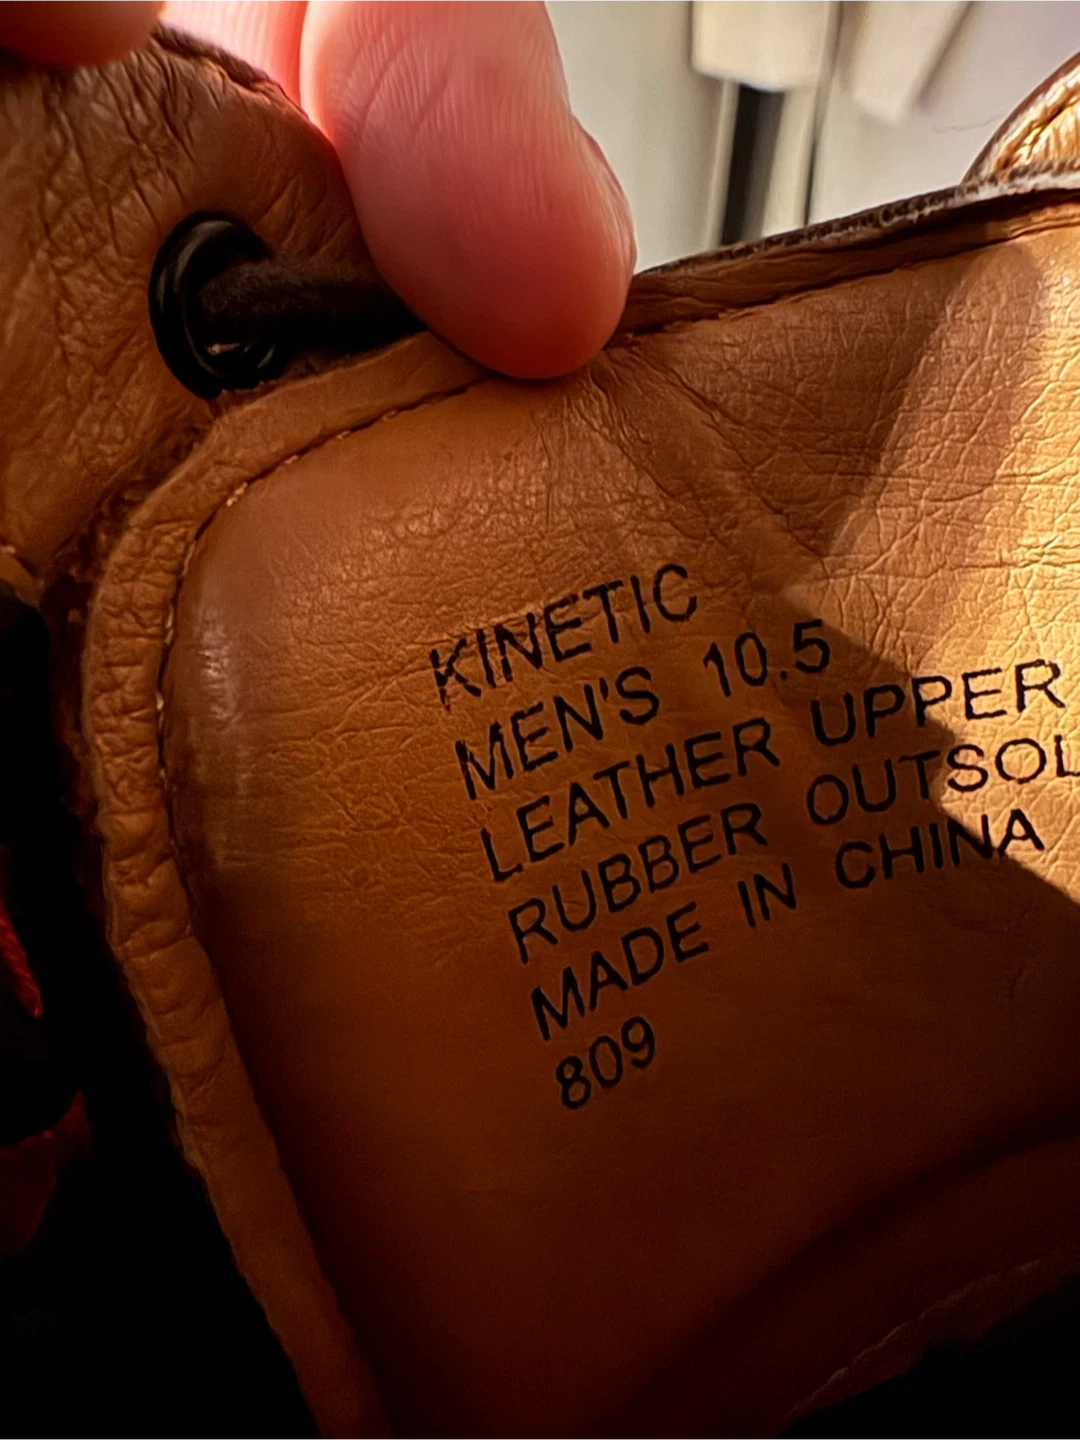 KINETIC
MEN'S 10.5
LEATHER UPPER
RUBBER OUTSOL
MADE IN CHINA
809